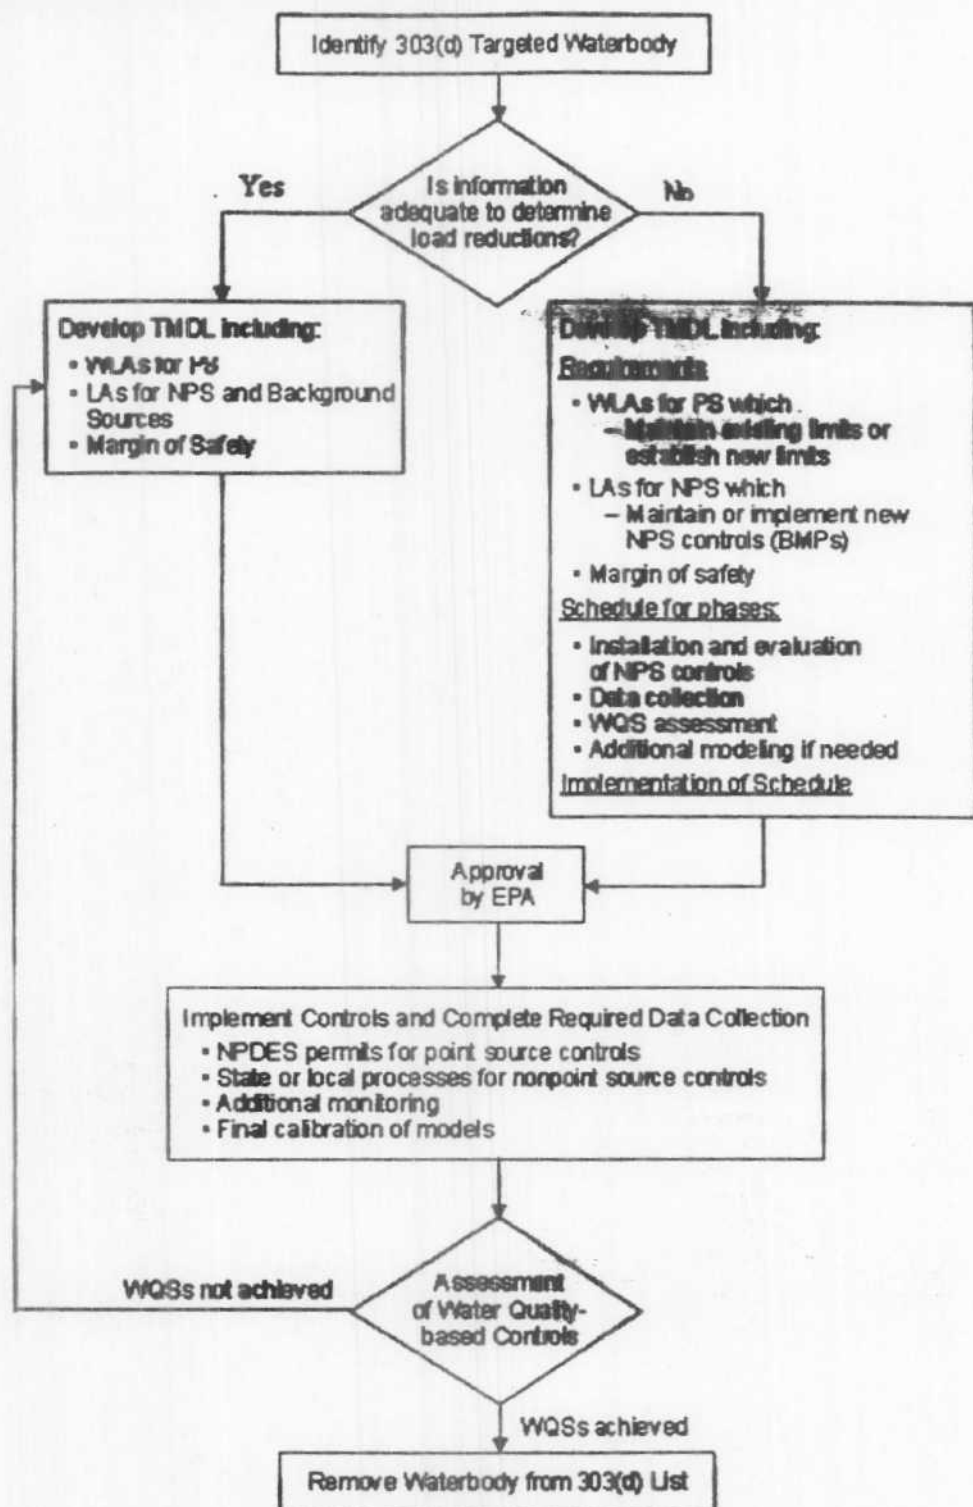 Identify 303(d) Targeted Waterbody
Is information
adequate to determine
load reductions?
Yes
No
Develop TMDL including:
• WLAs for PS
• LAs for NPS and Background
Sources
• Margin of Safety
Develop TMDL including:
Requirements
• WLAs for PS which
– Maintain existing limits or
establish new limits
• LAs for NPS which
– Maintain or implement new
NPS controls (BMPs)
• Margin of safety
Schedule for phases:
• Installation and evaluation
of NPS controls
• Data collection
• WQS assessment
• Additional modeling if needed
Implementation of Schedule
Approval
by EPA
Implement Controls and Complete Required Data Collection
• NPDES permits for point source controls
• State or local processes for nonpoint source controls
• Additional monitoring
• Final calibration of models
WQSs not achieved
Assessment
of Water Quality-
based Controls
WQSs achieved
Remove Waterbody from 303(d) List